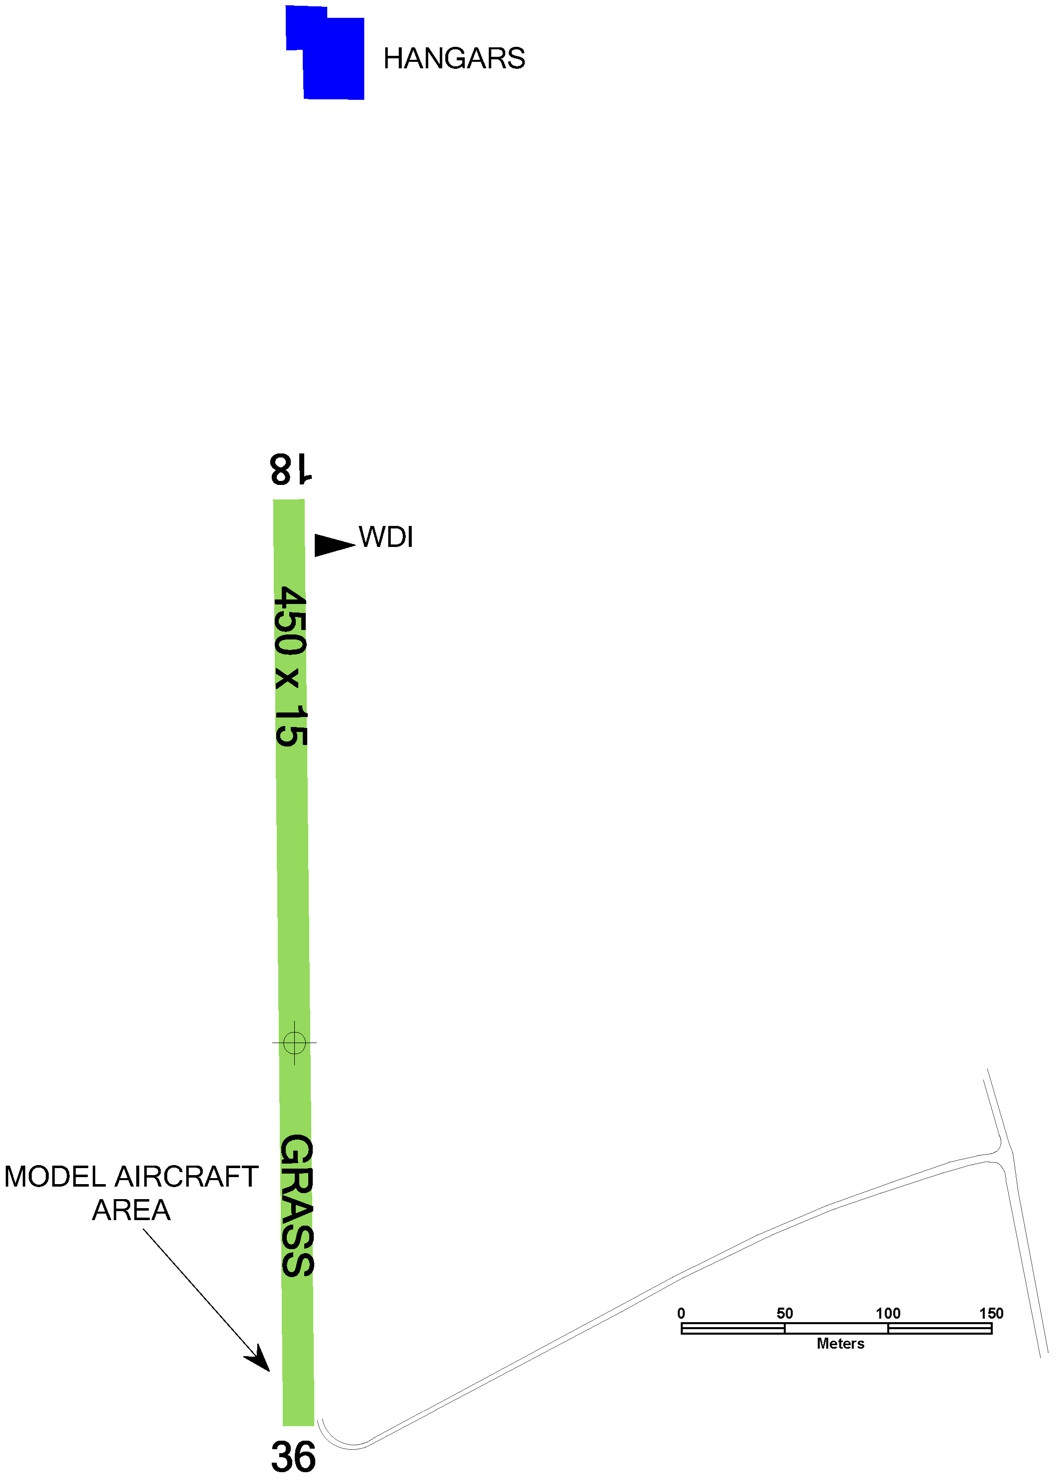 HANGARS
18
WDI
450 x 15
GRASS
MODEL AIRCRAFT
AREA
0 50 100 150
Meters
36